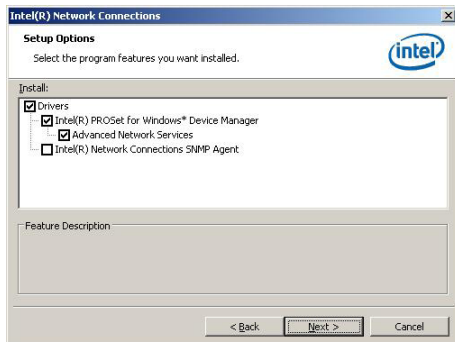 Intel(R) Network Connections
Setup Options
Select the program features you want installed.
intel
Install:
Drivers
Intel(R) PROSet for Windows* Device Manager
Advanced Network Services
Intel(R) Network Connections SNMP Agent
Feature Description
< Back
Next >
Cancel